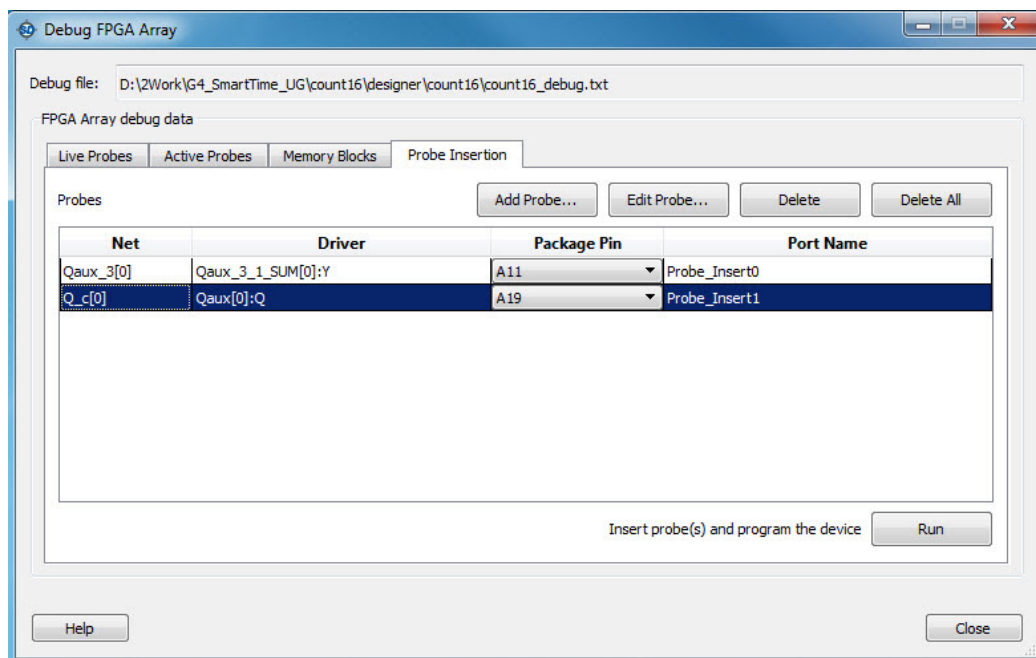 SD Debug FPGA Array
Debug file: D:\2Work\G4_SmartTime_UG\count16\designer\count16\count16_debug.txt
FPGA Array debug data
Live Probes Active Probes Memory Blocks Probe Insertion
Probes Add Probe... Edit Probe... Delete Delete All
Net Driver Package Pin Port Name
Qaux_3[0] Qaux_3_1_SUM[0]:Y A11 Probe_Insert0
Q_c[0] Qaux[0]:Q A19 Probe_Insert1
Insert probe(s) and program the device Run
Help Close